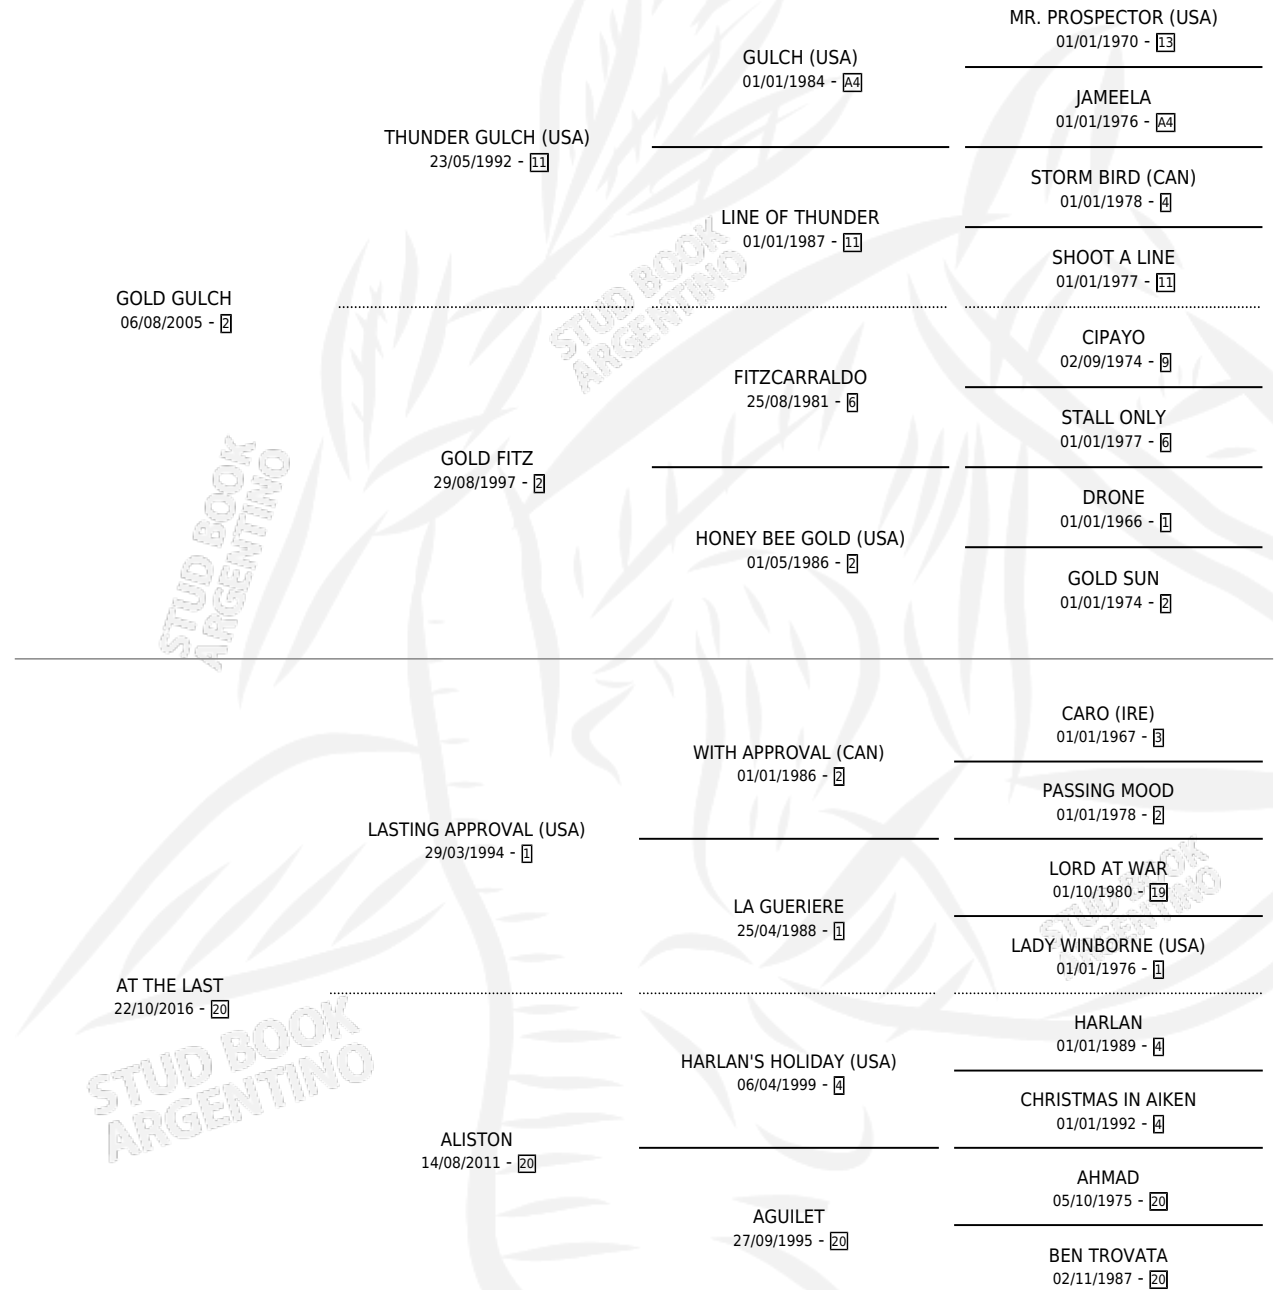 MR. PROSPECTOR (USA)
01/01/1970 - 13
GULCH (USA)
01/01/1984 - A4
JAMEELA
01/01/1976 - A4
THUNDER GULCH (USA)
23/05/1992 - 11
STORM BIRD (CAN)
01/01/1978 - 4
LINE OF THUNDER
01/01/1987 - 11
SHOOT A LINE
01/01/1977 - 11
GOLD GULCH
06/08/2005 - 2
STUD BOOK
ARGENTINO
CIPAYO
02/09/1974 - 9
FITZCARRALDO
25/08/1981 - 6
STALL ONLY
01/01/1977 - 6
GOLD FITZ
29/08/1997 - 2
DRONE
01/01/1966 - 1
HONEY BEE GOLD (USA)
01/05/1986 - 2
GOLD SUN
01/01/1974 - 2
STUD BOOK
ARGENTINO
CARO (IRE)
01/01/1967 - 3
WITH APPROVAL (CAN)
01/01/1986 - 2
PASSING MOOD
01/01/1978 - 2
LASTING APPROVAL (USA)
29/03/1994 - 1
LORD AT WAR
01/10/1980 - 19
STUD BOOK
ARGENTINO
LA GUERIERE
25/04/1988 - 1
LADY WINBORNE (USA)
01/01/1976 - 1
AT THE LAST
22/10/2016 - 20
STUD BOOK
ARGENTINO
HARLAN
01/01/1989 - 4
HARLAN'S HOLIDAY (USA)
06/04/1999 - 4
CHRISTMAS IN AIKEN
01/01/1992 - 4
ALISTON
14/08/2011 - 20
AHMAD
05/10/1975 - 20
AGUILET
27/09/1995 - 20
BEN TROVATA
02/11/1987 - 20